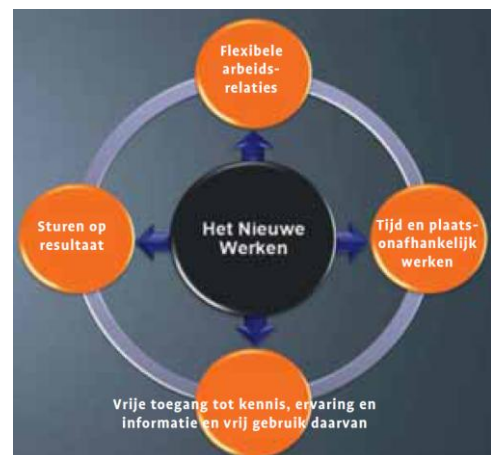 Flexibele
arbeids-
relaties
Sturen op
resultaat
Het Nieuwe
Werken
Tijd en plaats-
onafhankelijk
werken
Vrije toegang tot kennis, ervaring en
informatie en vrij gebruik daarvan